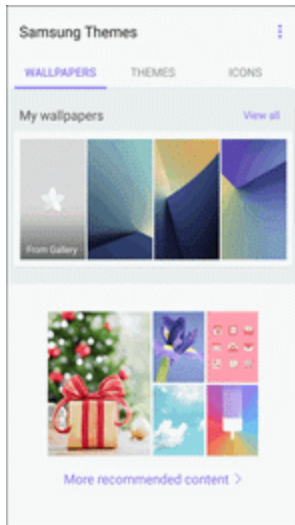 Samsung Themes
WALLPAPERS THEMES ICONS
My wallpapers View all
From Gallery
More recommended content >